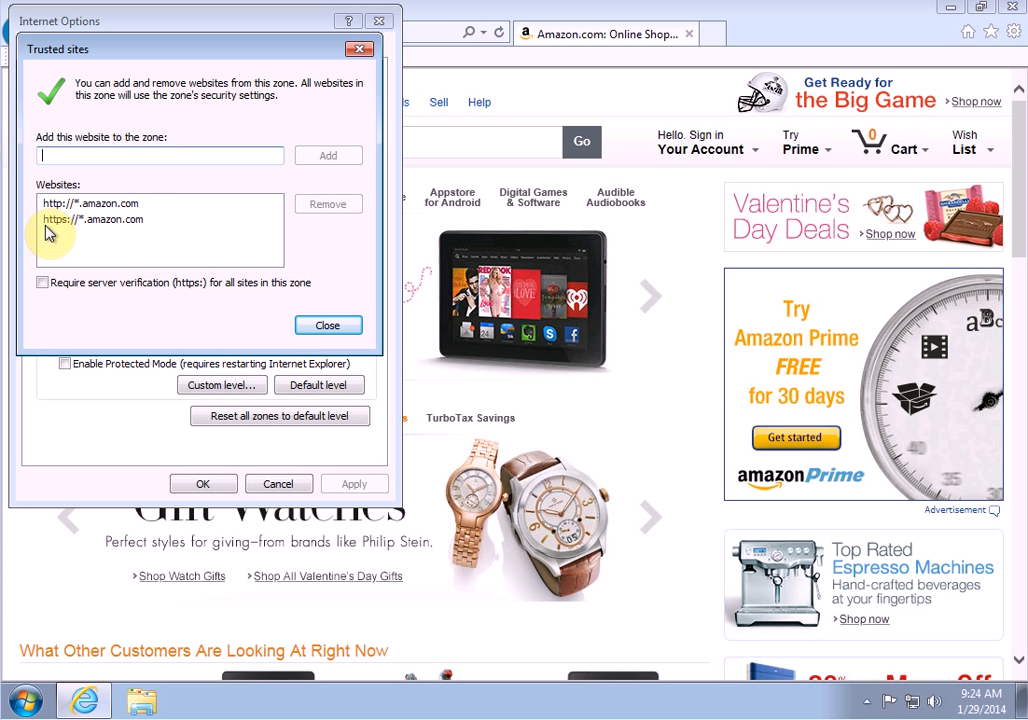 Internet Options
Trusted sites
You can add and remove websites from this zone. All websites in
this zone will use the zone's security settings.
Add this website to the zone:
Add
Websites:
http://*.amazon.com
https://*.amazon.com
Remove
Require server verification (https:) for all sites in this zone
Close
Enable Protected Mode (requires restarting Internet Explorer)
Custom level...
Default level
Reset all zones to default level
OK
Cancel
Apply
Amazon.com: Online Shop...
Sell
Help
Get Ready for
the Big Game
Shop now
Go
Hello. Sign in
Your Account
Try
Prime
0
Cart
Wish
List
Appstore
for Android
Digital Games
& Software
Audible
Audiobooks
Valentine's
Day Deals
Shop now
TurboTax Savings
Try
Amazon Prime
FREE
for 30 days
Get started
amazonPrime
Advertisement
Gift Watches
Perfect styles for giving–from brands like Philip Stein.
Shop Watch Gifts
Shop All Valentine's Day Gifts
Top Rated
Espresso Machines
Hand-crafted beverages
at your fingertips
Shop now
What Other Customers Are Looking At Right Now
9:24 AM
1/29/2014